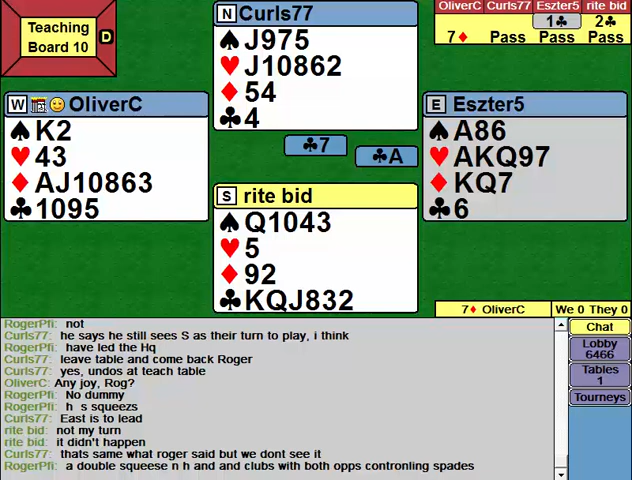 Teaching
Board 10
D
N Curls77
♠J975
♥J10862
♦54
♣4
OliverC Curls77 Eszter5 rite bid
1♣ 2♣
7♦ Pass Pass Pass
W OliverC
♠K2
♥43
♦AJ10863
♣1095
♣7
♣A
E Eszter5
♠A86
♥AKQ97
♦KQ7
♣6
S rite bid
♠Q1043
♥5
♦92
♣KQJ832
7♦ OliverC
We 0 They 0
RogerPfi: not
Curls77: he says he still sees S as their turn to play, i think
RogerPfi: have led the Hq
Curls77: leave table and come back Roger
rite bid: yes, undos at teach table
OliverC: Any joy, Rog?
RogerPfi: No dummy
RogerPfi: h s squeezs
Curls77: East is to lead
rite bid: not my turn
rite bid: it didn't happen
Curls77: thats same what roger said but we dont see it
RogerPfi: a double squeese n h and and clubs with both opps contronling spades
Chat
Lobby
6466
Tables
1
Tourneys